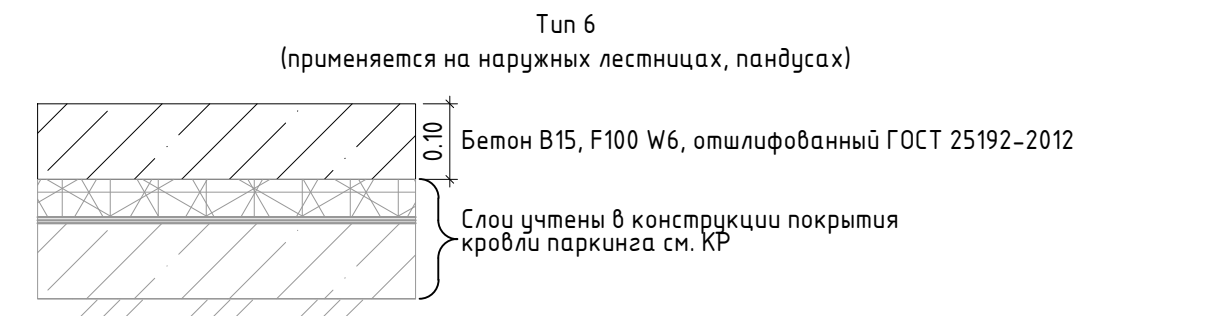 Тип 6
(применяется на наружных лестницах, пандусах)
0.10
Бетон В15, F100 W6, отшлифованный ГОСТ 25192-2012
Слои учтены в конструкции покрытия
кровли паркинга см. КР